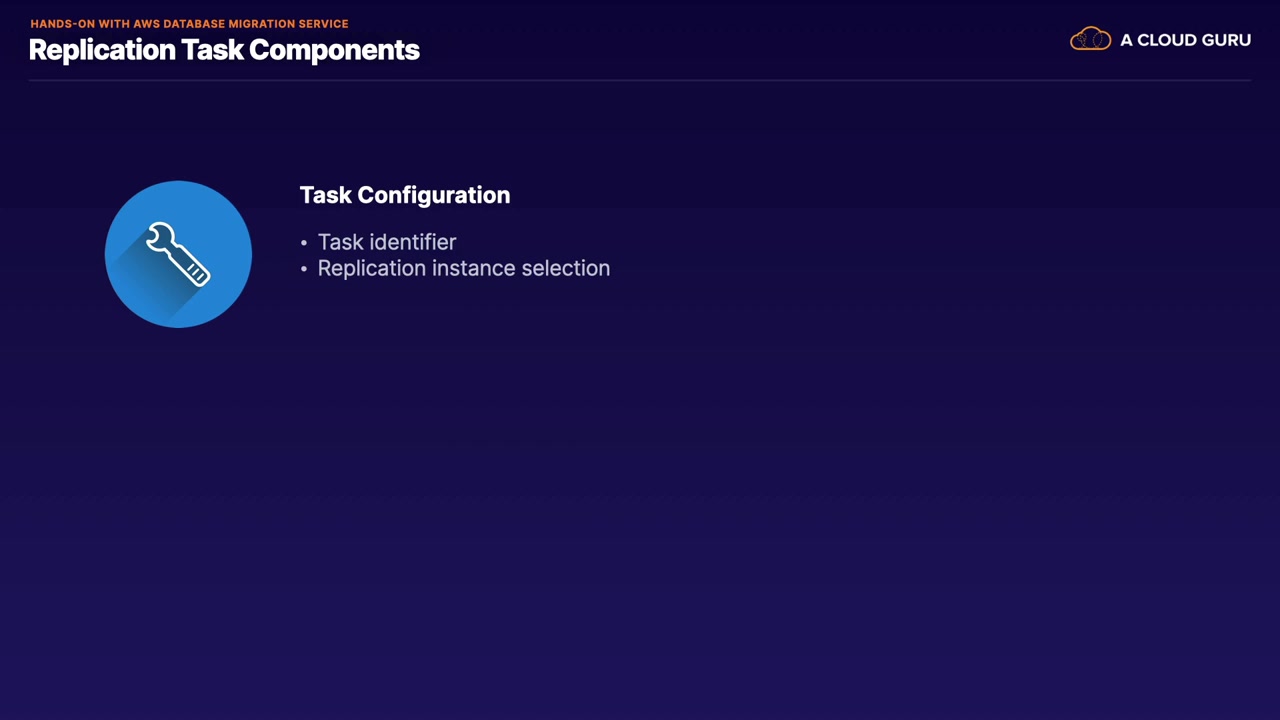 HANDS-ON WITH AWS DATABASE MIGRATION SERVICE
Replication Task Components
A CLOUD GURU
Task Configuration
• Task identifier
• Replication instance selection